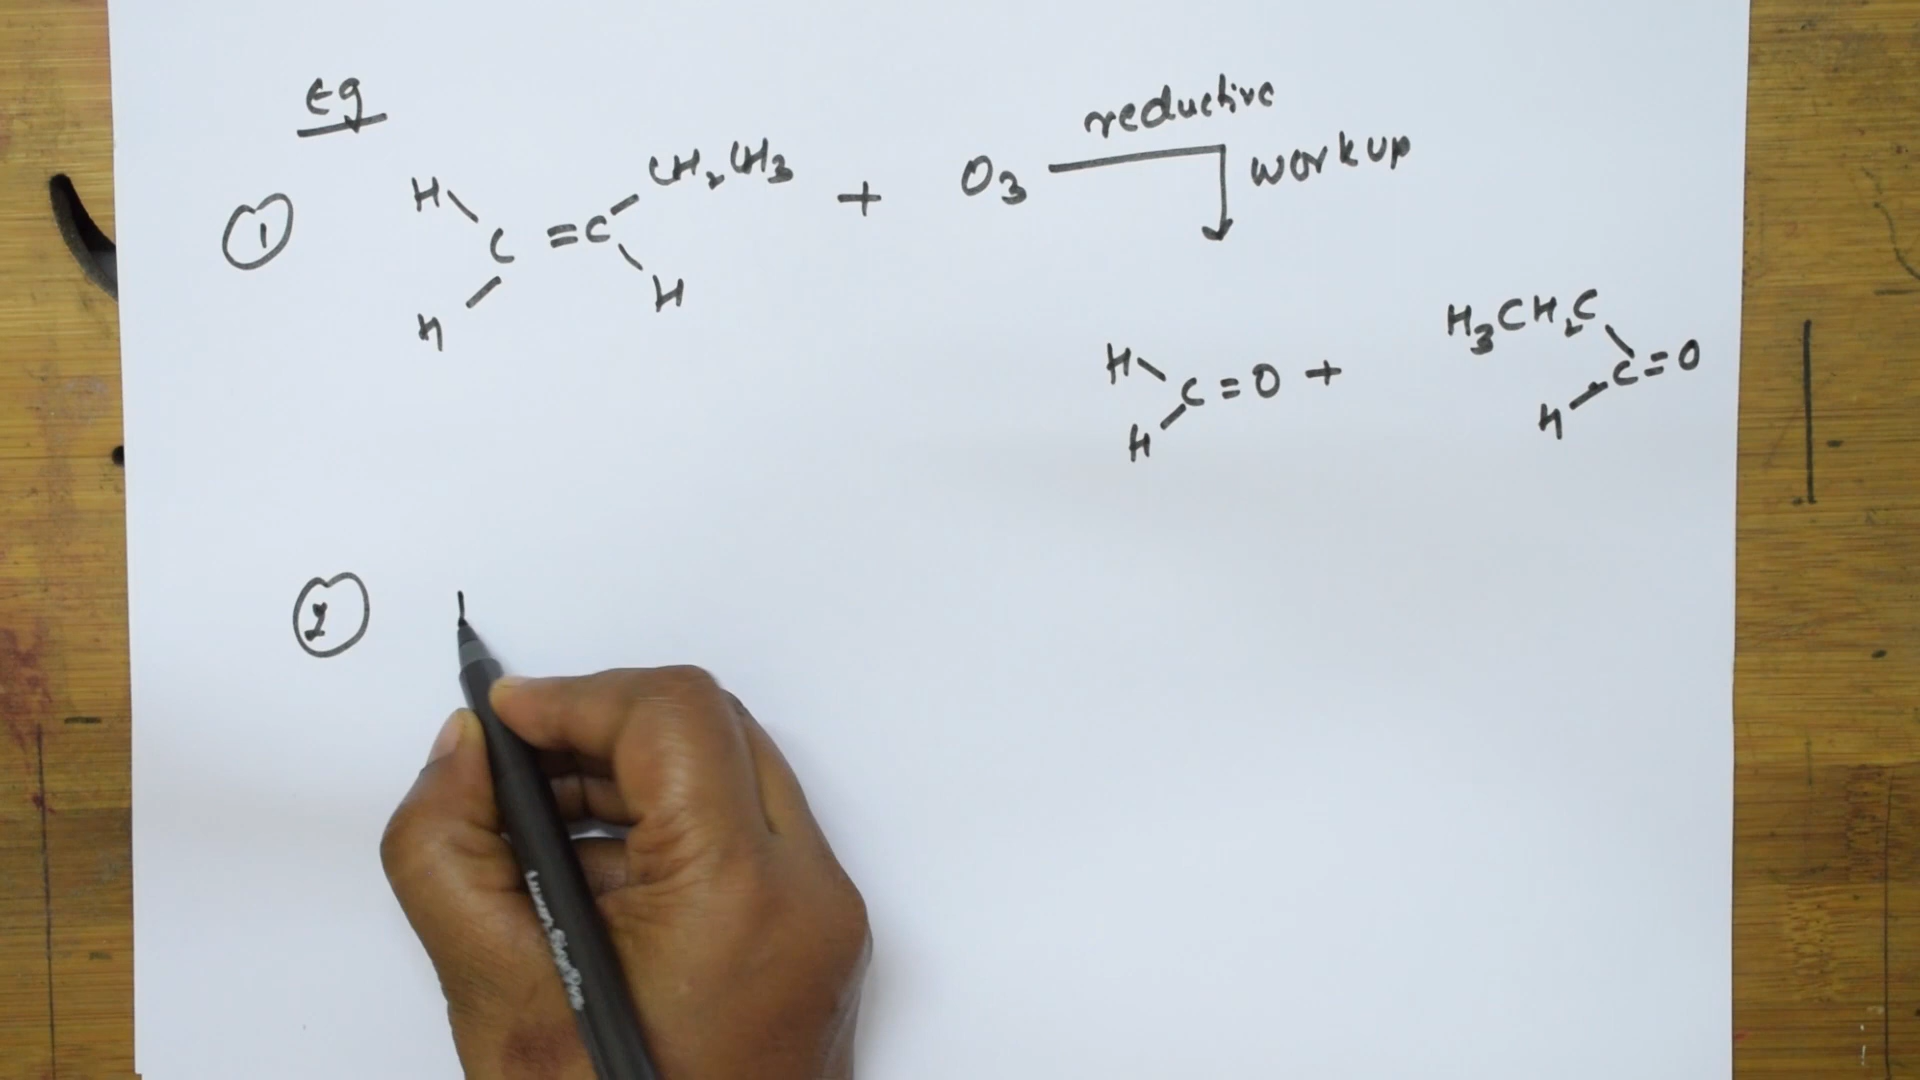 Eg
reductive
workup
① H CH₂CH₃
C = C + O₃
H H
H H₃CH₂C
C = O + C = O
H H
②